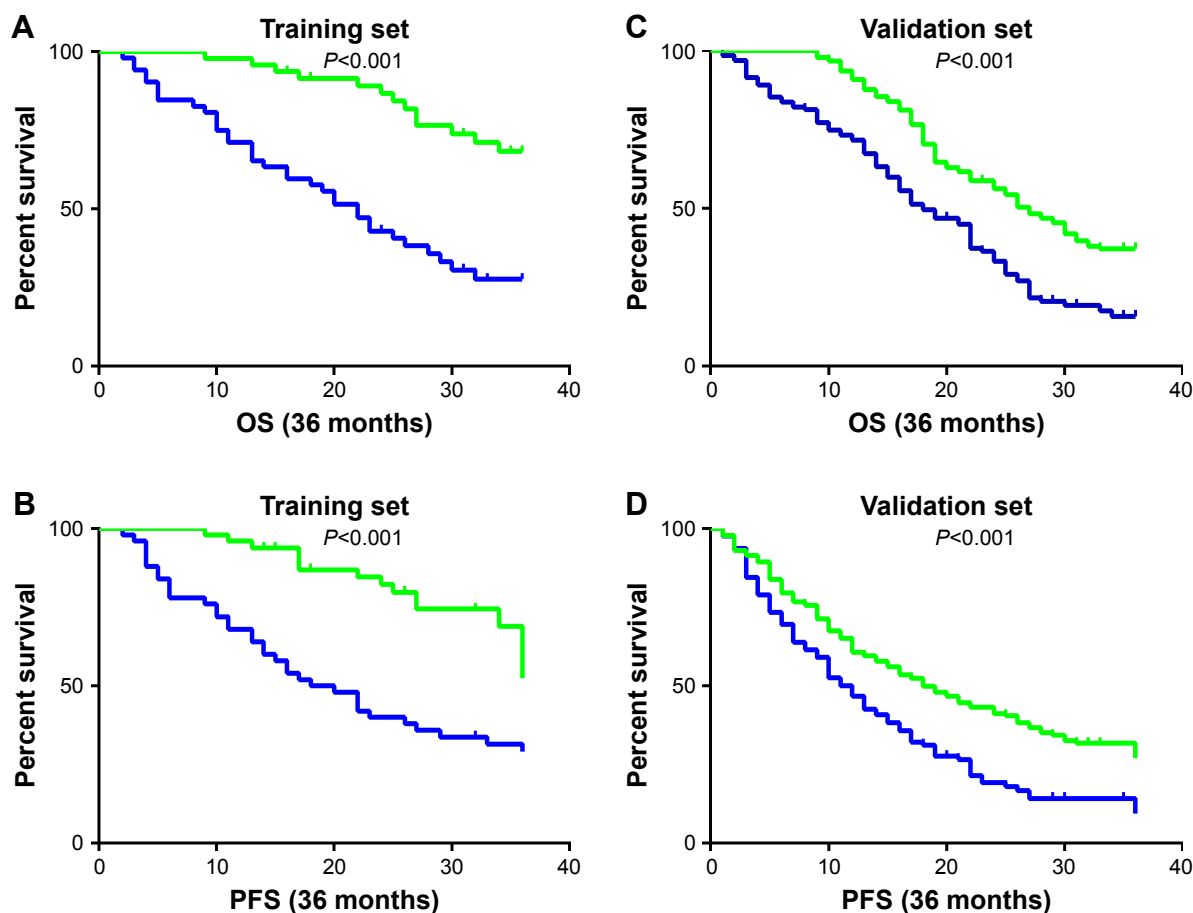 A
Training set
P<0.001
Percent survival
100
50
0
0 10 20 30 40
OS (36 months)
C
Validation set
P<0.001
Percent survival
100
50
0
0 10 20 30 40
OS (36 months)
B
Training set
P<0.001
Percent survival
100
50
0
0 10 20 30 40
PFS (36 months)
D
Validation set
P<0.001
Percent survival
100
50
0
0 10 20 30 40
PFS (36 months)